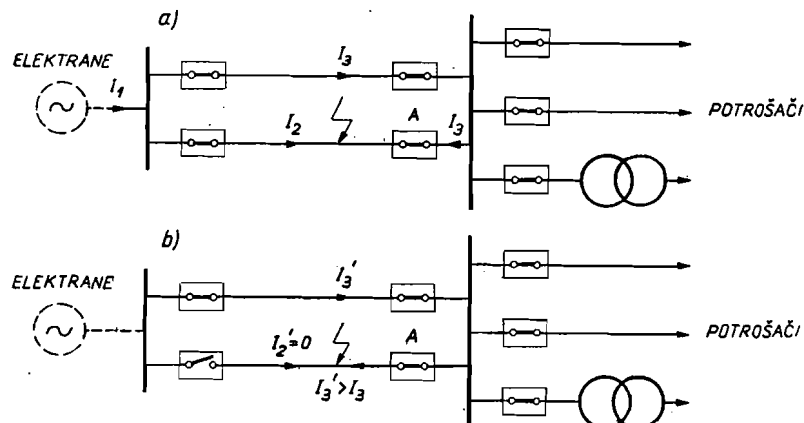 a)
ELEKTRANE
I₁
I₃
I₂
A
I₃
POTROŠAČI
b)
ELEKTRANE
I₃'
I₂'=0
A
I₃'>I₃
POTROŠAČI